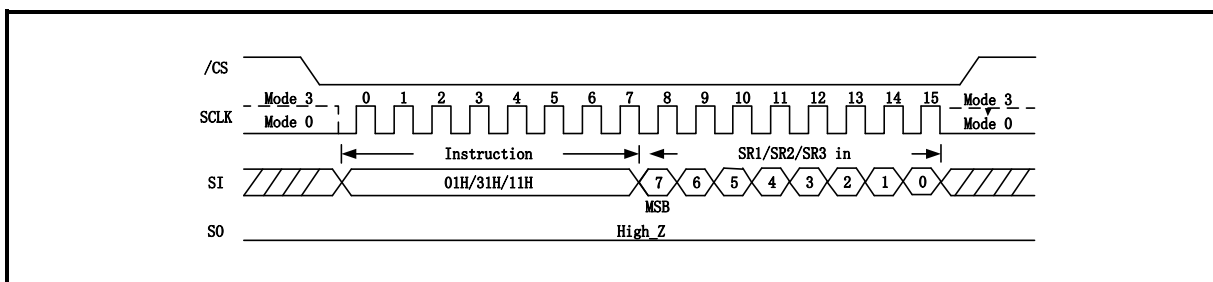 /CS
Mode 3 0 1 2 3 4 5 6 7 8 9 10 11 12 13 14 15 Mode 3
SCLK
Mode 0 Mode 0
Instruction SR1/SR2/SR3 in
SI 01H/31H/11H 7 6 5 4 3 2 1 0
MSB
SO High_Z